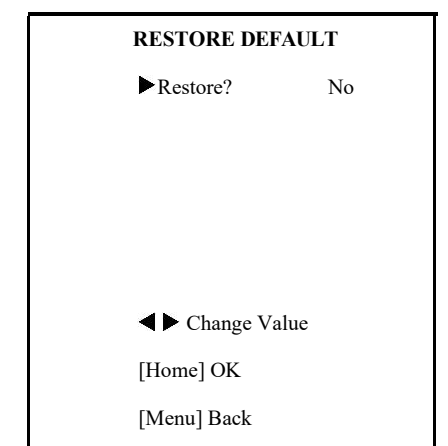 RESTORE DEFAULT
▶Restore? No
◀▶ Change Value
[Home] OK
[Menu] Back